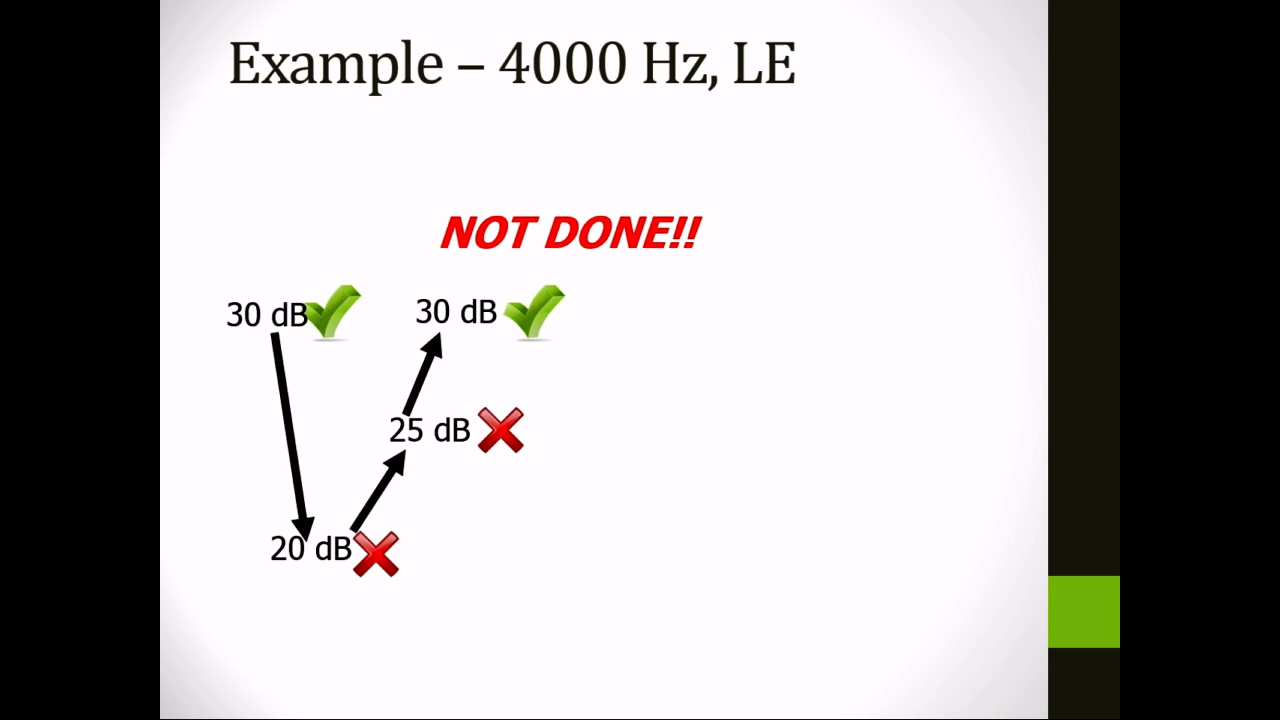 Example – 4000 Hz, LE
NOT DONE!!
30 dB
30 dB
25 dB
20 dB